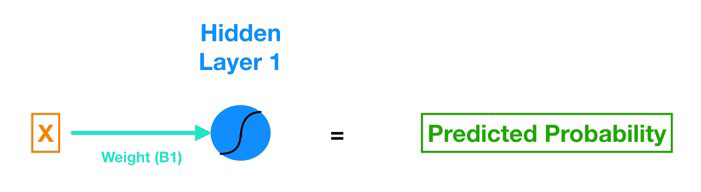 Hidden
Layer 1
X
Weight (B1)
=
Predicted Probability